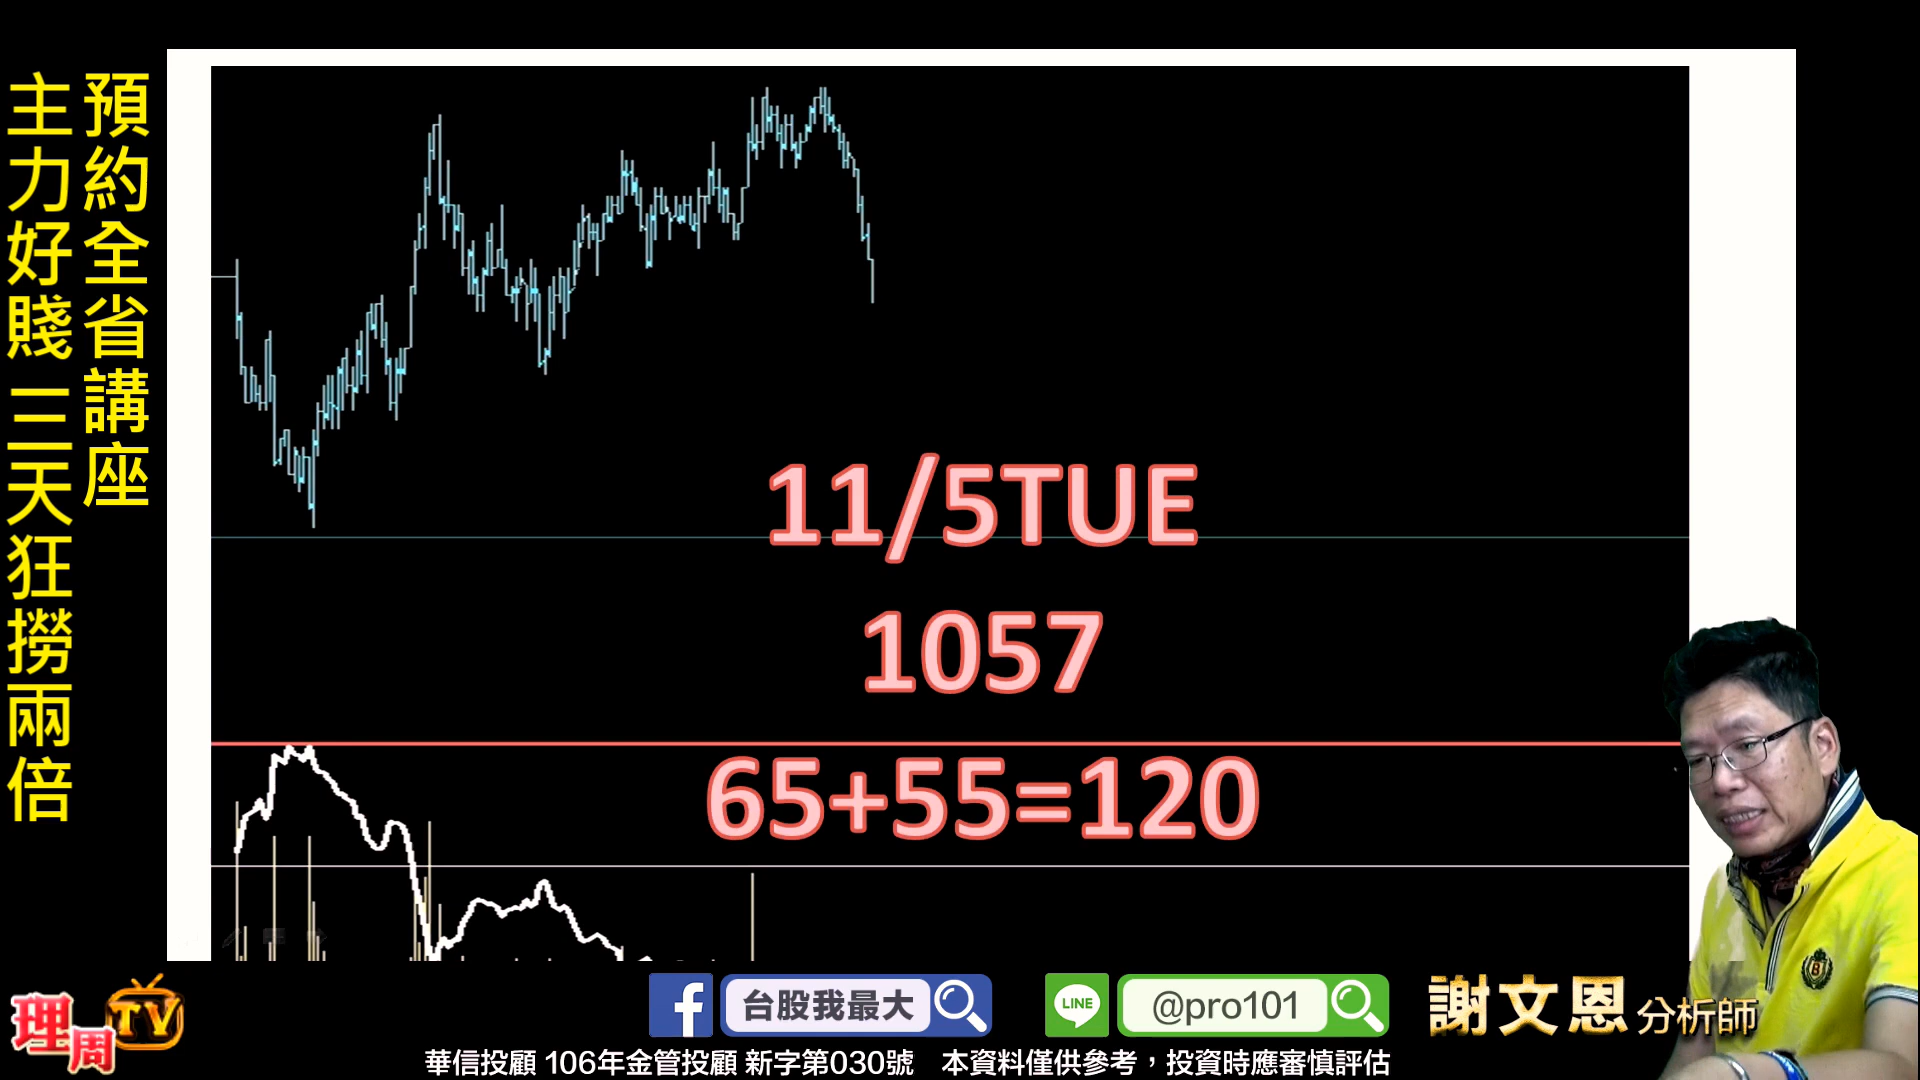 預約全省講座
主力好賤 三天狂撈兩倍
11/5TUE
1057
65+55=120
理周TV
f
台股我最大
LINE
@pro101
謝文恩 分析師
B
華信投顧 106年金管投顧 新字第030號 本資料僅供參考，投資時應審慎評估